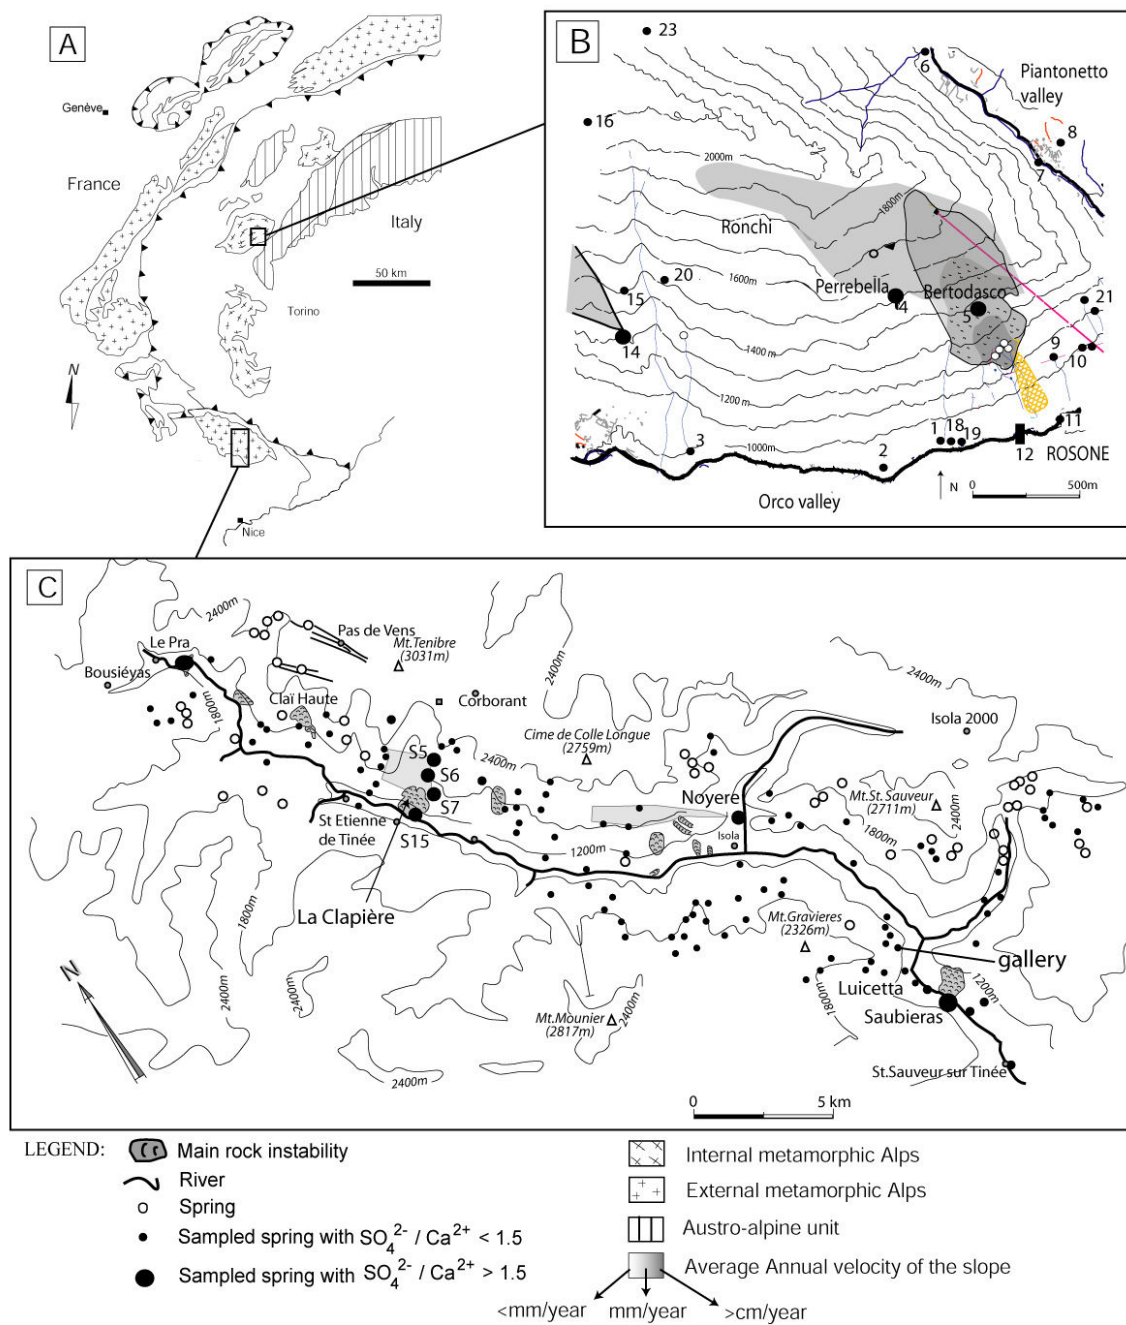 A
Genève
France
Italy
50 km
Torino
N
Nice
B
23
6
Piantonetto
valley
16
8
7
2000m
1800m
Ronchi
1600m
20
15
Perrebella
4
Bertodasco
5
21
14
1400 m
9
10
1200 m
1000m
3
2
1
18
19
11
12
ROSONE
N
0
500m
Orco valley
C
2400m
Le Pra
Pas de Vens
Mt.Tenibre
(3031m)
Bousiéyas
1800m
Claï Haute
Corborant
2400m
2400m
Isola 2000
Cime de Colle Longue
(2759m)
S5
2400m
S6
S7
Noyere
Mt.St. Sauveur
(2711m)
2400m
St Etienne
de Tinée
S15
1200m
Isola
1800m
La Clapière
1800m
Mt.Gravieres
(2326m)
gallery
N
2400m
2400m
Luicetta
1800m
1200m
Saubieras
Mt.Mounier
(2817m)
2400m
2400m
St.Sauveur sur Tinée
0
5 km
LEGEND:
Main rock instability
River
Spring
Sampled spring with SO₄²⁻ / Ca²⁺ < 1.5
Sampled spring with SO₄²⁻ / Ca²⁺ > 1.5
Internal metamorphic Alps
External metamorphic Alps
Austro-alpine unit
Average Annual velocity of the slope
<mm/year mm/year >cm/year